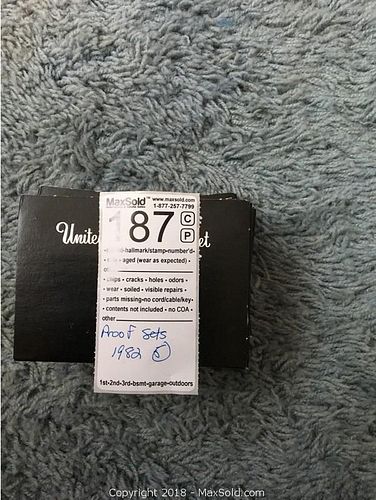 MaxSold™ www.maxsold.com
1-877-257-7799
187 C
P
Unite et
hallmark/stamp-number'd-
aged (wear as expected) •
chips • cracks • holes • odors •
wear • soiled • visible repairs •
• parts missing-no cord/cable/key-
• contents not included • no COA •
other
Proof Sets
1982 5
1st-2nd-3rd-bsmt-garage-outdoors
Copyright 2018 - MaxSold.com